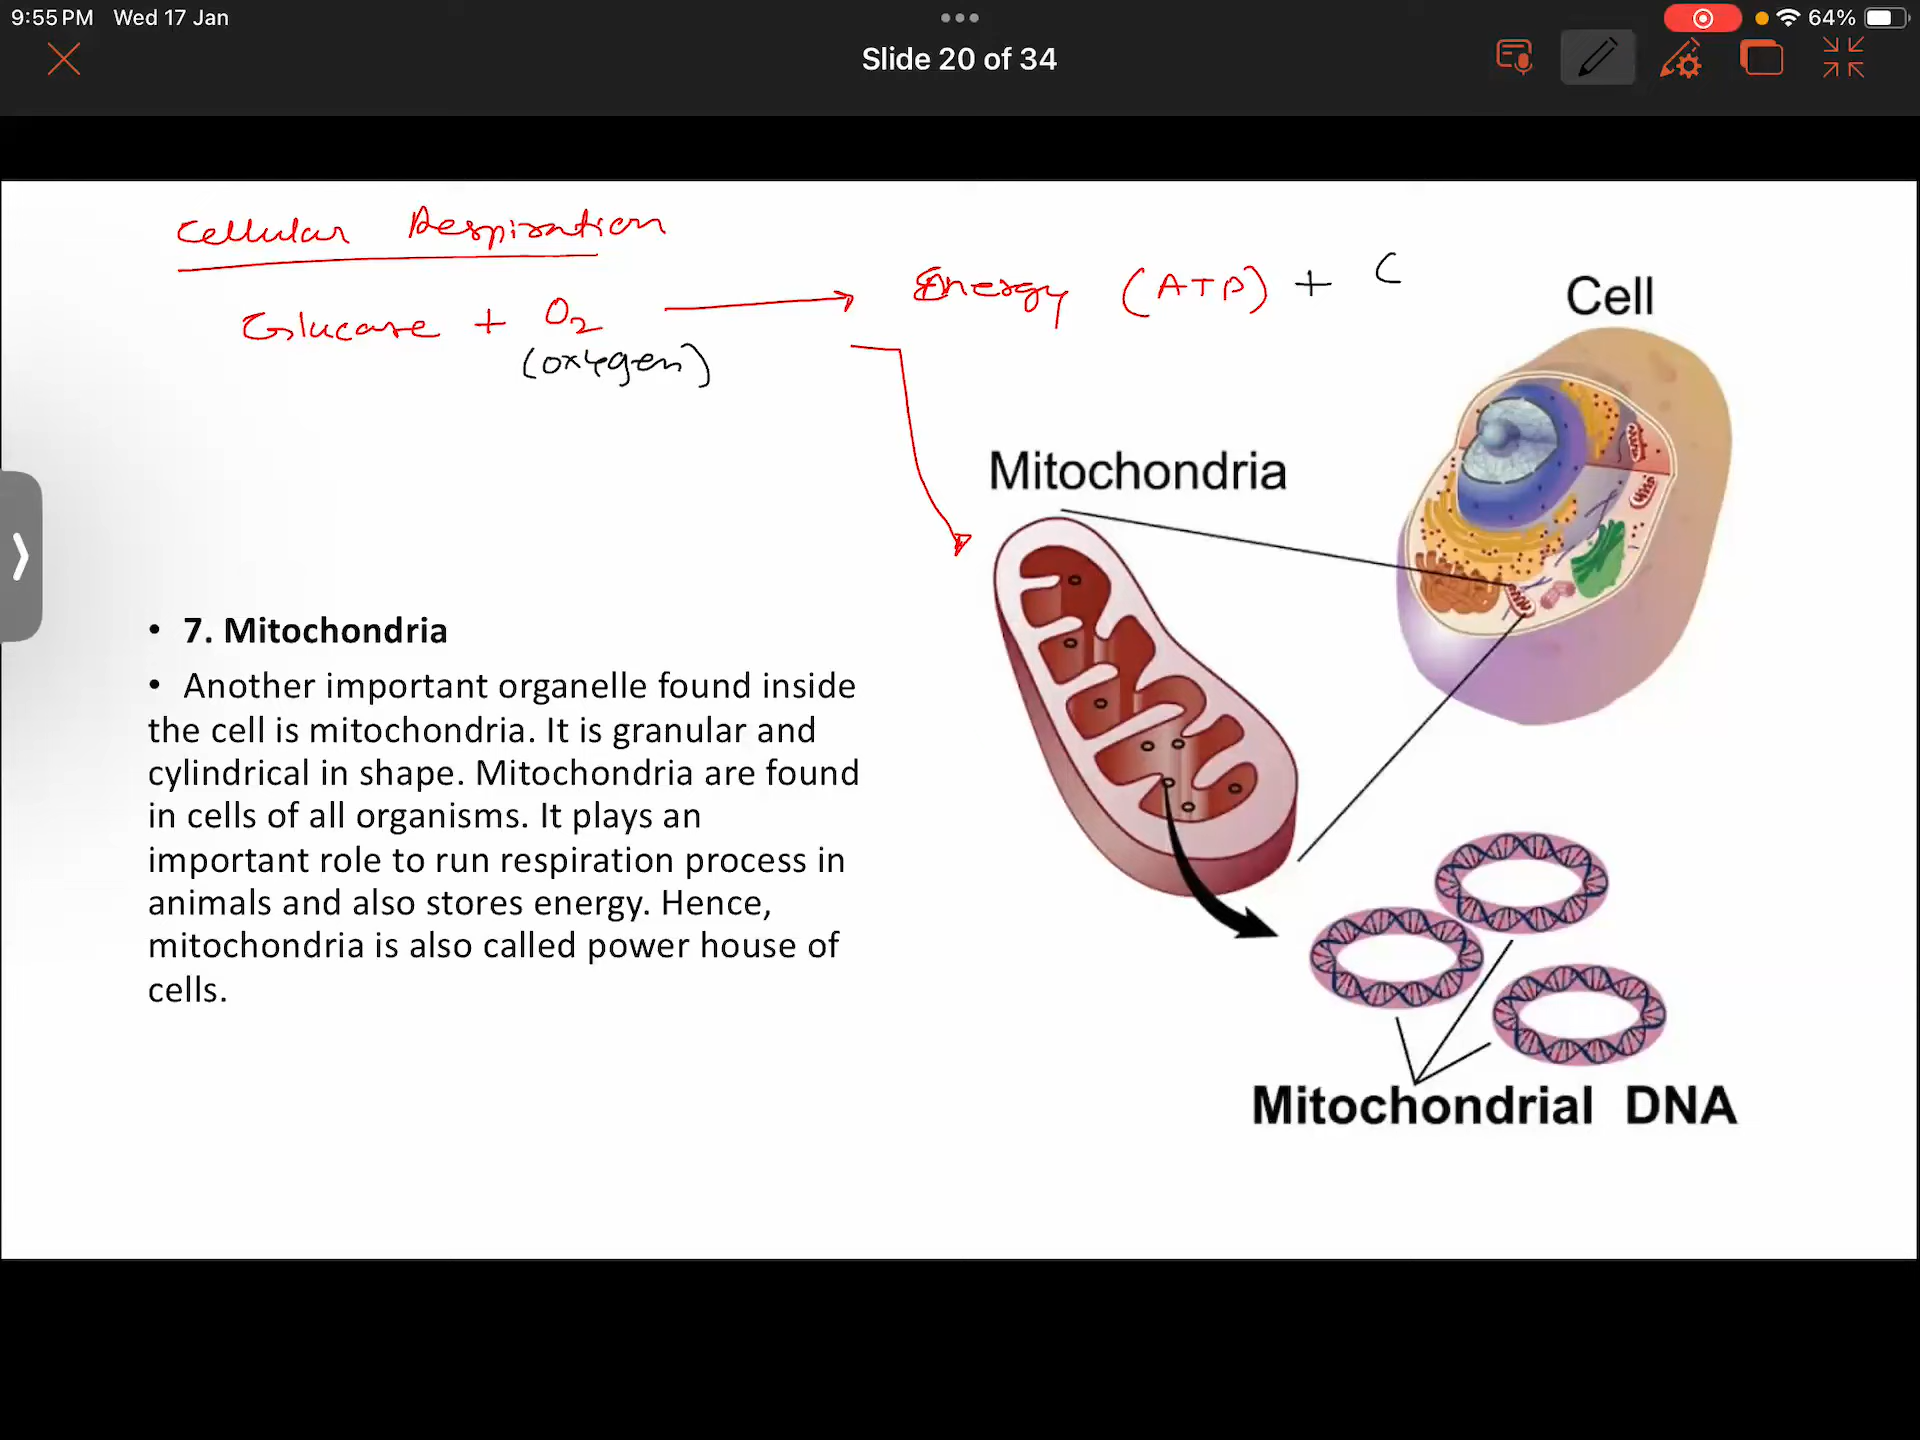 9:55 PM Wed 17 Jan
64%
Slide 20 of 34
Cellular Respiration
Glucose + O2 → Energy (ATP) + C
(oxygen)
Cell
Mitochondria
• 7. Mitochondria
• Another important organelle found inside
the cell is mitochondria. It is granular and
cylindrical in shape. Mitochondria are found
in cells of all organisms. It plays an
important role to run respiration process in
animals and also stores energy. Hence,
mitochondria is also called power house of
cells.
Mitochondrial DNA